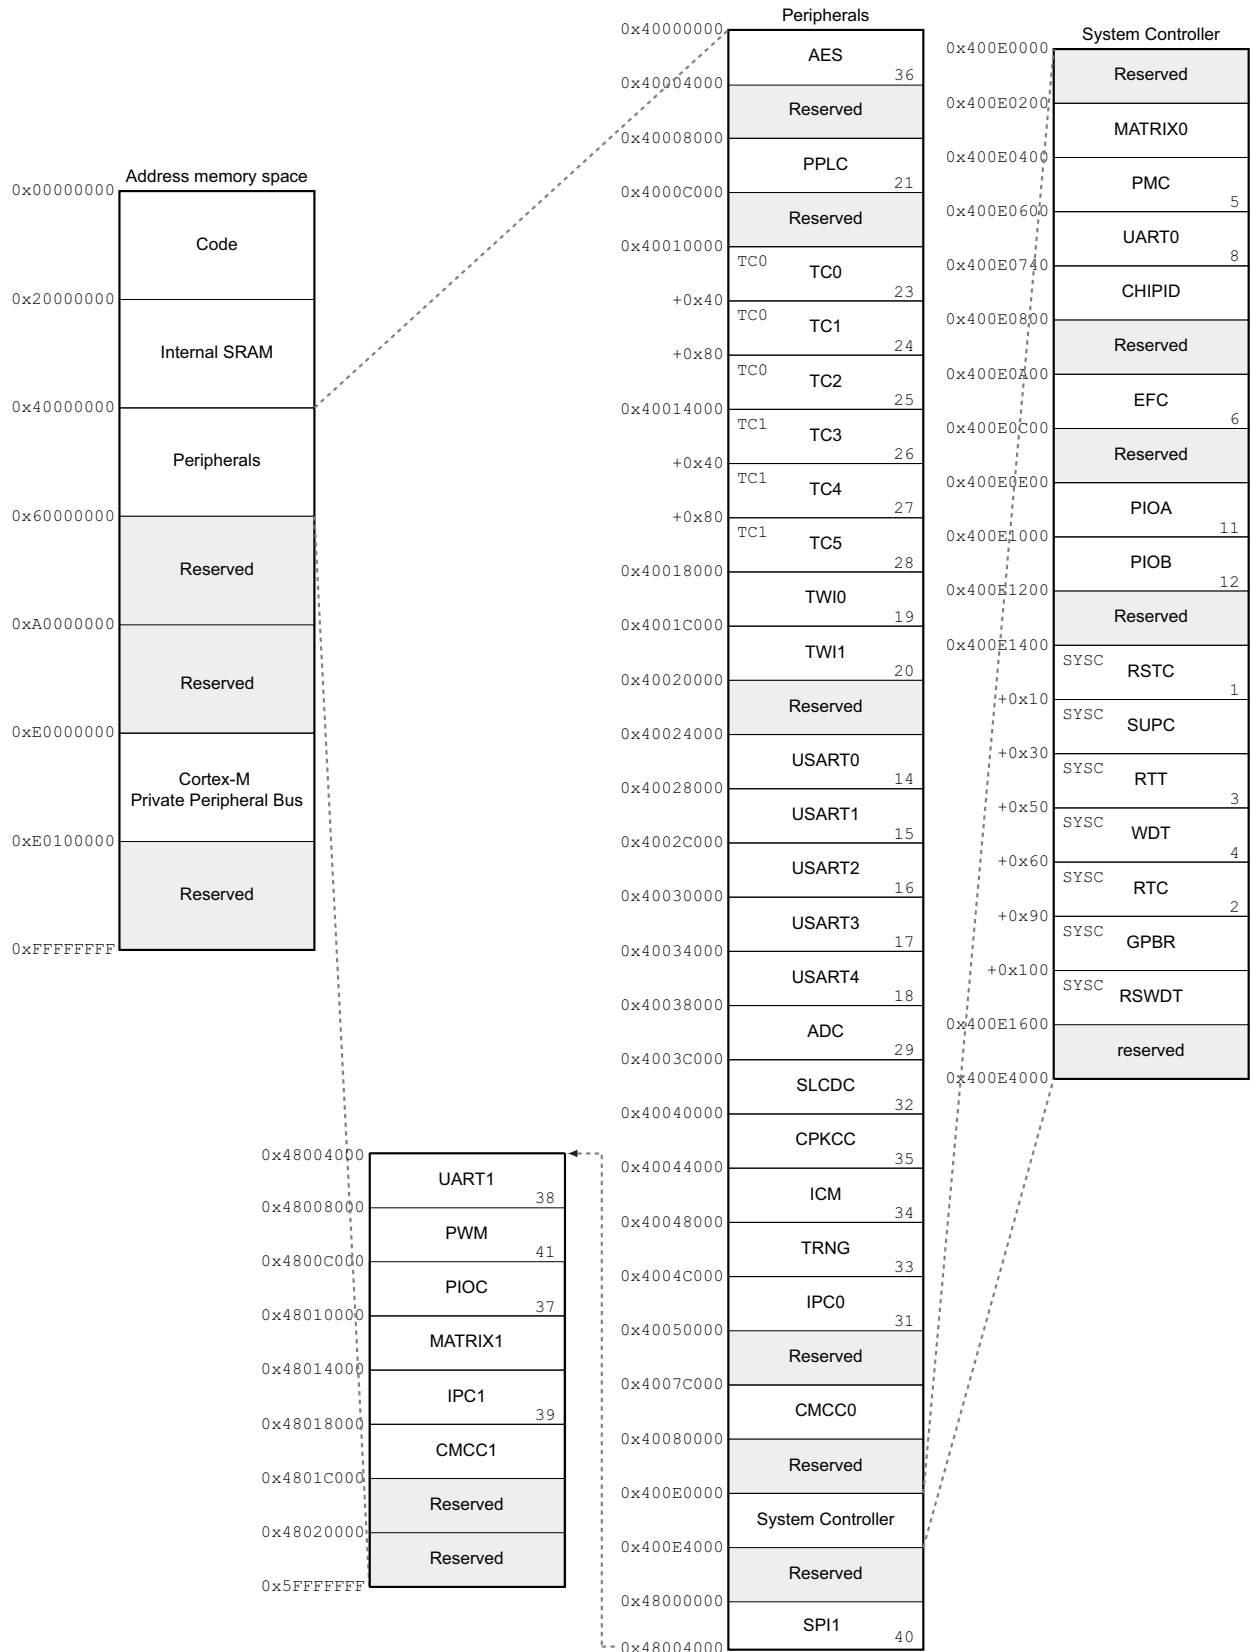 Address memory space
0x00000000
Code
0x20000000
Internal SRAM
0x40000000
Peripherals
0x60000000
Reserved
0xA0000000
Reserved
0xE0000000
Cortex-M
Private Peripheral Bus
0xE0100000
Reserved
0xFFFFFFFF
0x48004000
UART1
38
0x48008000
PWM
41
0x4800C000
PIOC
37
0x48010000
MATRIX1
0x48014000
IPC1
39
0x48018000
CMCC1
0x4801C000
Reserved
0x48020000
Reserved
0x5FFFFFFF
Peripherals
0x40000000
AES
36
0x40004000
Reserved
0x40008000
PPLC
21
0x4000C000
Reserved
0x40010000
TC0
TC0
23
+0x40
TC0
TC1
24
+0x80
TC0
TC2
25
0x40014000
TC1
TC3
26
+0x40
TC1
TC4
27
+0x80
TC1
TC5
28
0x40018000
TWI0
19
0x4001C000
TWI1
20
0x40020000
Reserved
0x40024000
USART0
14
0x40028000
USART1
15
0x4002C000
USART2
16
0x40030000
USART3
17
0x40034000
USART4
18
0x40038000
ADC
29
0x4003C000
SLCDC
32
0x40040000
CPKCC
35
0x40044000
ICM
34
0x40048000
TRNG
33
0x4004C000
IPC0
31
0x40050000
Reserved
0x4007C000
CMCC0
0x40080000
Reserved
0x400E0000
System Controller
0x400E4000
Reserved
0x48000000
SPI1
40
0x48004000
System Controller
0x400E0000
Reserved
0x400E0200
MATRIX0
0x400E0400
PMC
5
0x400E0600
UART0
8
0x400E0740
CHIPID
0x400E0800
Reserved
0x400E0A00
EFC
6
0x400E0C00
Reserved
0x400E0E00
PIOA
11
0x400E1000
PIOB
12
0x400E1200
Reserved
0x400E1400
SYSC
RSTC
1
+0x10
SYSC
SUPC
+0x30
SYSC
RTT
3
+0x50
SYSC
WDT
4
+0x60
SYSC
RTC
2
+0x90
SYSC
GPBR
+0x100
SYSC
RSWDT
0x400E1600
reserved
0x400E4000